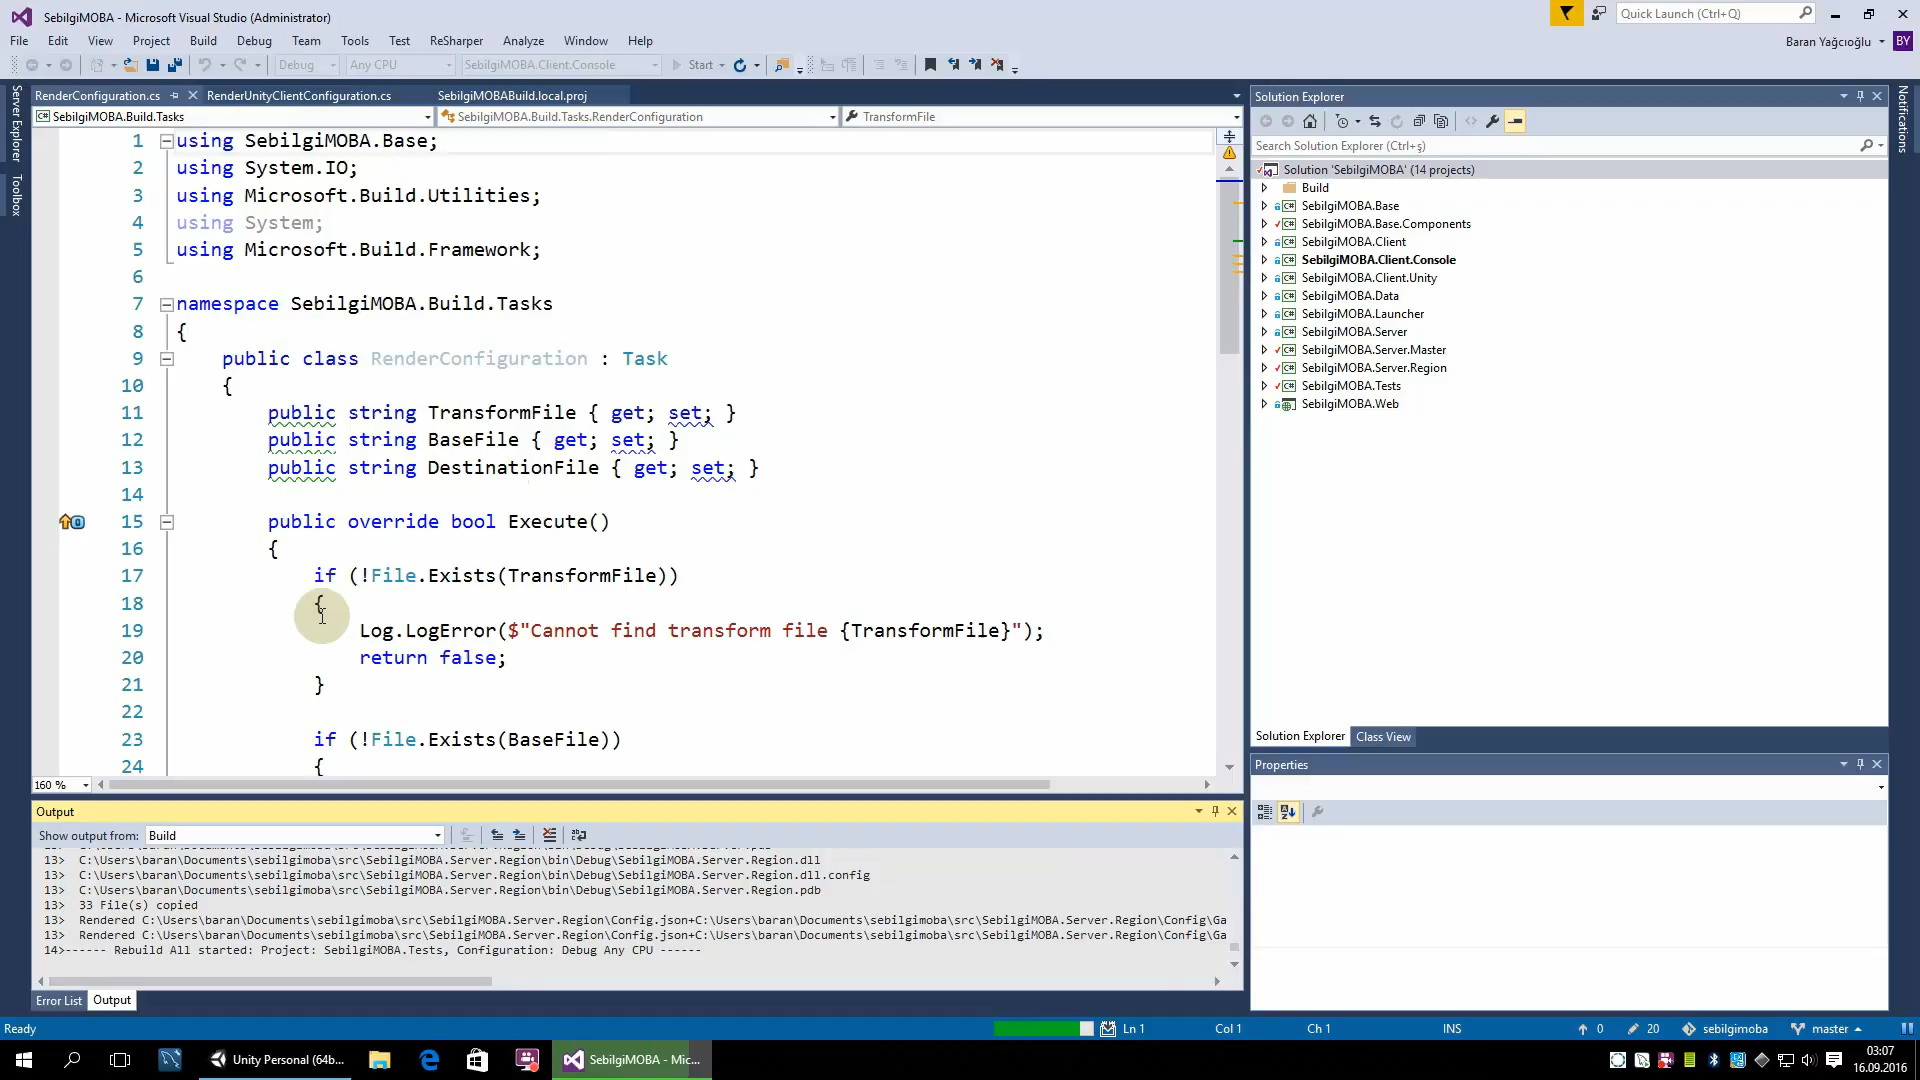 SebilgiMOBA - Microsoft Visual Studio (Administrator)
Quick Launch (Ctrl+Q)
File Edit View Project Build Debug Team Tools Test ReSharper Analyze Window Help
Baran Yağcıoğlu BY
Debug Any CPU SebilgiMOBA.Client.Console Start
Server Explorer
Toolbox
Notifications
RenderConfiguration.cs RenderUnityClientConfiguration.cs SebilgiMOBABuild.local.proj
SebilgiMOBA.Build.Tasks SebilgiMOBA.Build.Tasks.RenderConfiguration TransformFile
1 using SebilgiMOBA.Base;
2 using System.IO;
3 using Microsoft.Build.Utilities;
4 using System;
5 using Microsoft.Build.Framework;
6
7 namespace SebilgiMOBA.Build.Tasks
8 {
9 public class RenderConfiguration : Task
10 {
11 public string TransformFile { get; set; }
12 public string BaseFile { get; set; }
13 public string DestinationFile { get; set; }
14
15 public override bool Execute()
16 {
17 if (!File.Exists(TransformFile))
18 {
19 Log.LogError($"Cannot find transform file {TransformFile}");
20 return false;
21 }
22
23 if (!File.Exists(BaseFile))
24 {
160 %
Output
Show output from: Build
13> C:\Users\baran\Documents\sebilgimoba\src\SebilgiMOBA.Server.Region\bin\Debug\SebilgiMOBA.Server.Region.dll
13> C:\Users\baran\Documents\sebilgimoba\src\SebilgiMOBA.Server.Region\bin\Debug\SebilgiMOBA.Server.Region.dll.config
13> C:\Users\baran\Documents\sebilgimoba\src\SebilgiMOBA.Server.Region\bin\Debug\SebilgiMOBA.Server.Region.pdb
13> 33 File(s) copied
13> Rendered C:\Users\baran\Documents\sebilgimoba\src\SebilgiMOBA.Server.Region\Config.json+C:\Users\baran\Documents\sebilgimoba\src\SebilgiMOBA.Server.Region\Config\Ga
13> Rendered C:\Users\baran\Documents\sebilgimoba\src\SebilgiMOBA.Server.Region\Config.json+C:\Users\baran\Documents\sebilgimoba\src\SebilgiMOBA.Server.Region\Config\Ga
14>------ Rebuild All started: Project: SebilgiMOBA.Tests, Configuration: Debug Any CPU ------
Error List Output
Solution Explorer
Search Solution Explorer (Ctrl+ş)
Solution 'SebilgiMOBA' (14 projects)
Build
SebilgiMOBA.Base
SebilgiMOBA.Base.Components
SebilgiMOBA.Client
SebilgiMOBA.Client.Console
SebilgiMOBA.Client.Unity
SebilgiMOBA.Data
SebilgiMOBA.Launcher
SebilgiMOBA.Server
SebilgiMOBA.Server.Master
SebilgiMOBA.Server.Region
SebilgiMOBA.Tests
SebilgiMOBA.Web
Solution Explorer Class View
Properties
Ready Ln 1 Col 1 Ch 1 INS 0 20 sebilgimoba master
Unity Personal (64b... SebilgiMOBA - Mic...
03:07
16.09.2016